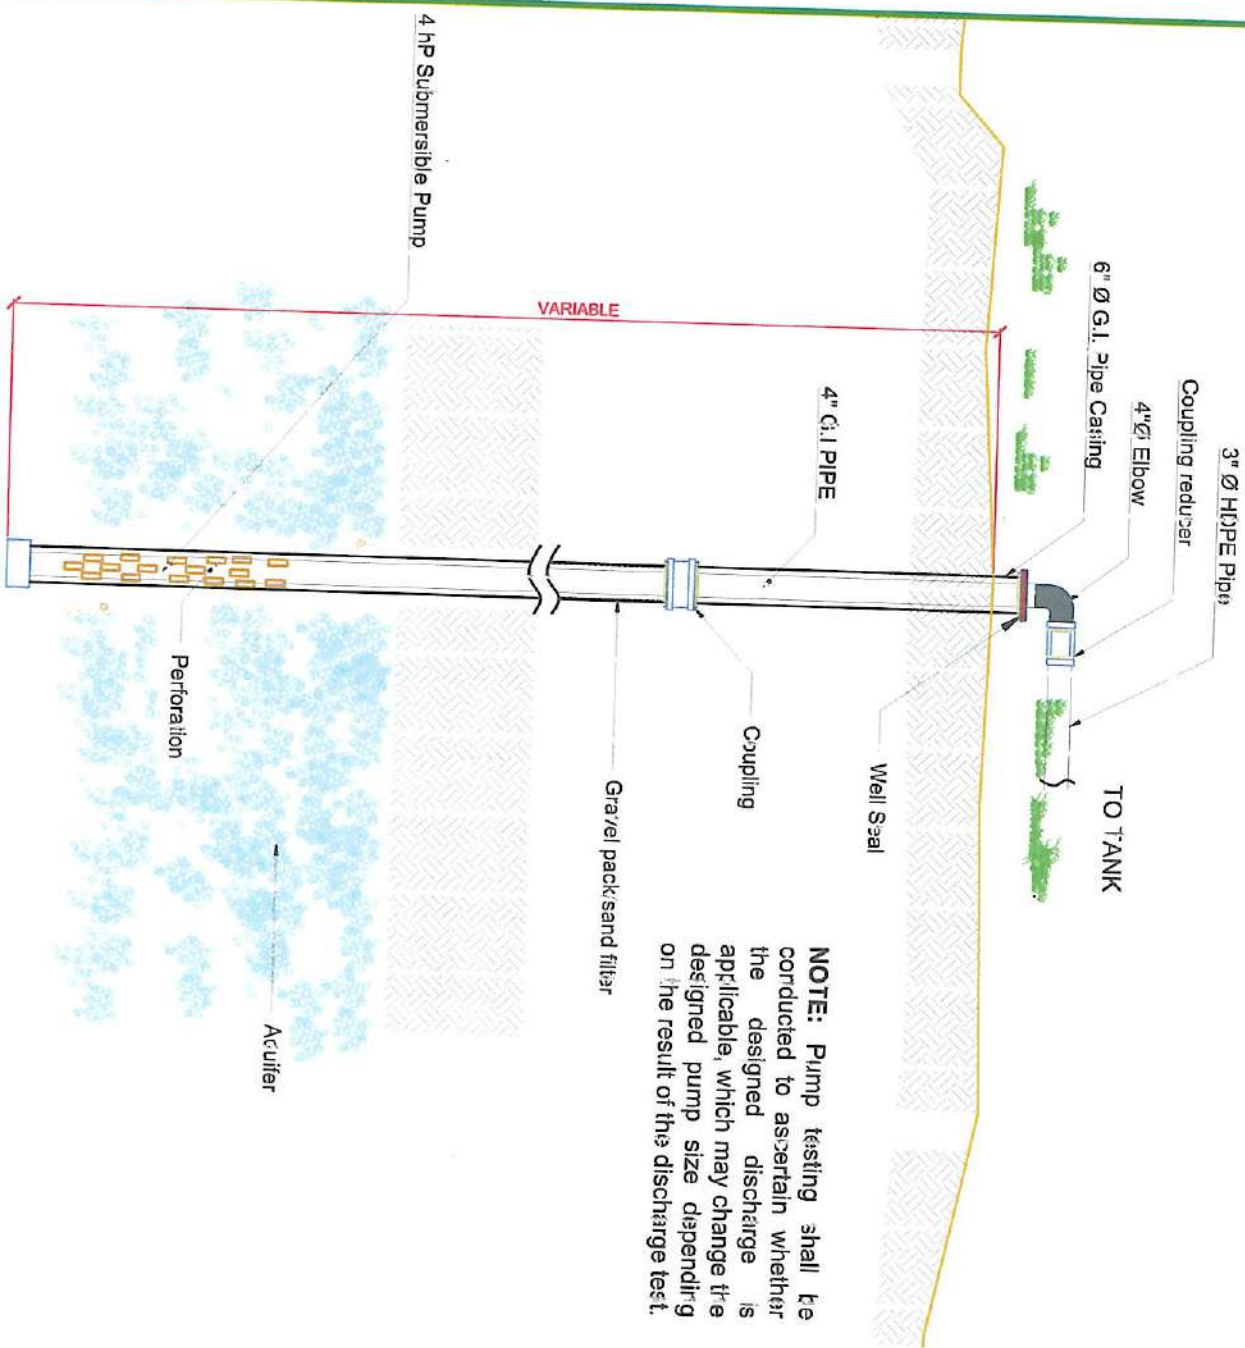 3" Ø HDPE Pipe
Coupling reducer
4"Ø Elbow
6" Ø G.I. Pipe Casing
TO TANK
Well Seal
4" G.I PIPE
Coupling
VARIABLE
Gravel pack/sand filter
4 hP Submersible Pump
Perforation
Aquifer
NOTE: Pump testing shall be
conducted to ascertain whether
the designed discharge is
applicable, which may change the
designed pump size depending
on the result of the discharge test.